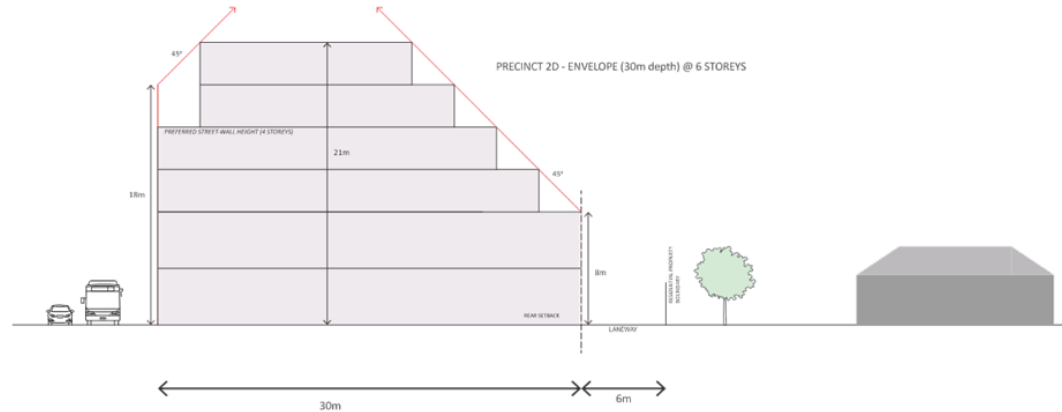 45°
PRECINCT 2D - ENVELOPE (30m depth) @ 6 STOREYS
PREFERRED STREET-WALL HEIGHT (4 STOREYS)
21m
45°
18m
8m
RESIDENTIAL PROPERTY
BOUNDARY
REAR SETBACK
LANEWAY
30m
6m